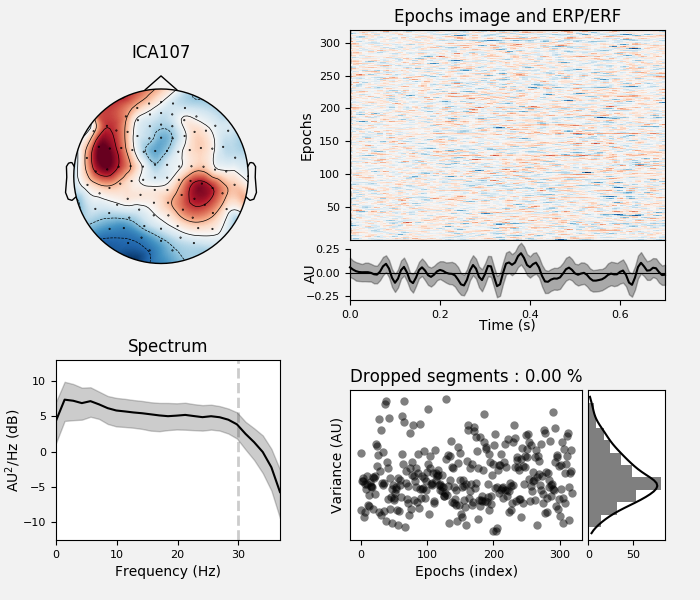 ICA107
Epochs image and ERP/ERF
Epochs
300
250
200
150
100
50
AU
0.25
0.00
−0.25
0.0
0.2
0.4
0.6
Time (s)
Spectrum
AU²/Hz (dB)
10
5
0
−5
−10
0
10
20
30
Frequency (Hz)
Dropped segments : 0.00 %
Variance (AU)
0
100
200
300
Epochs (index)
0
50